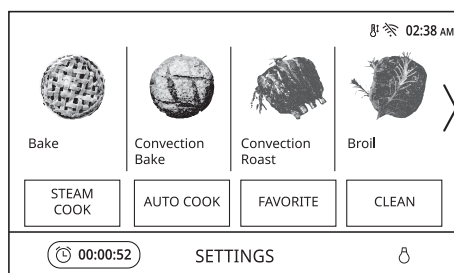 02:38 AM
Bake
Convection
Bake
Convection
Roast
Broil
STEAM
COOK
AUTO COOK
FAVORITE
CLEAN
00:00:52
SETTINGS